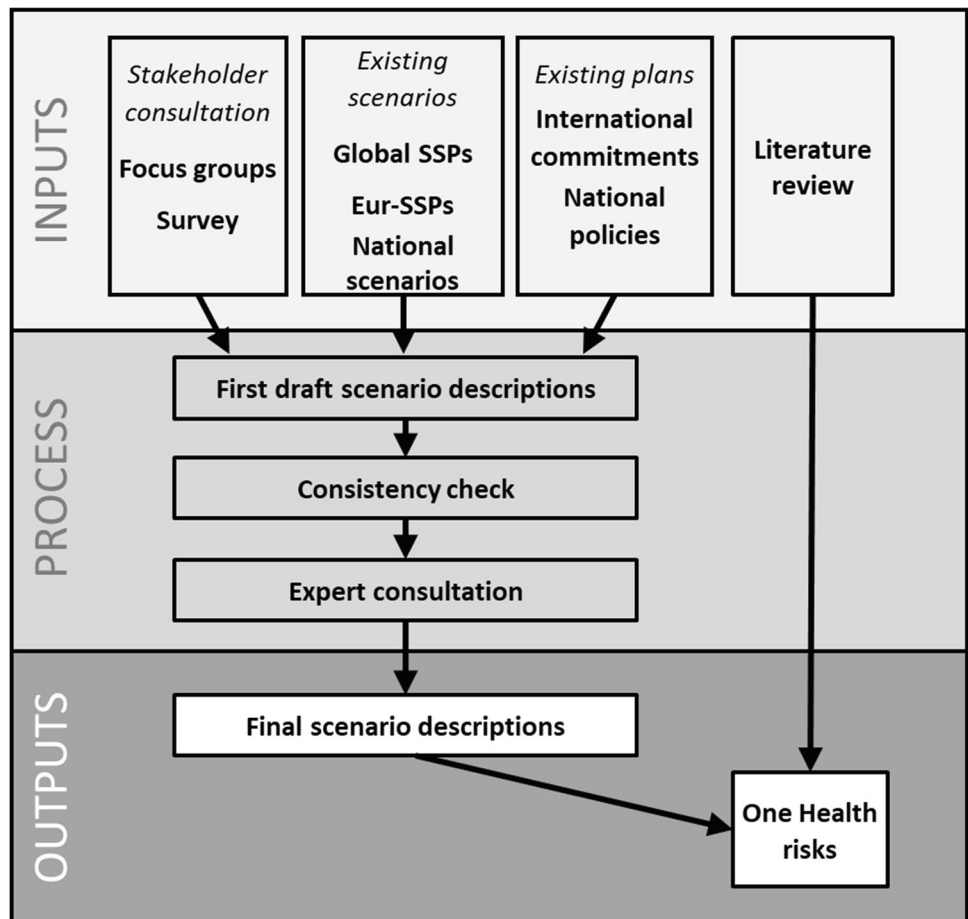 INPUTS
Stakeholder
consultation
Focus groups
Survey
Existing
scenarios
Global SSPs
Eur-SSPs
National
scenarios
Existing plans
International
commitments
National
policies
Literature
review
PROCESS
First draft scenario descriptions
Consistency check
Expert consultation
OUTPUTS
Final scenario descriptions
One Health
risks